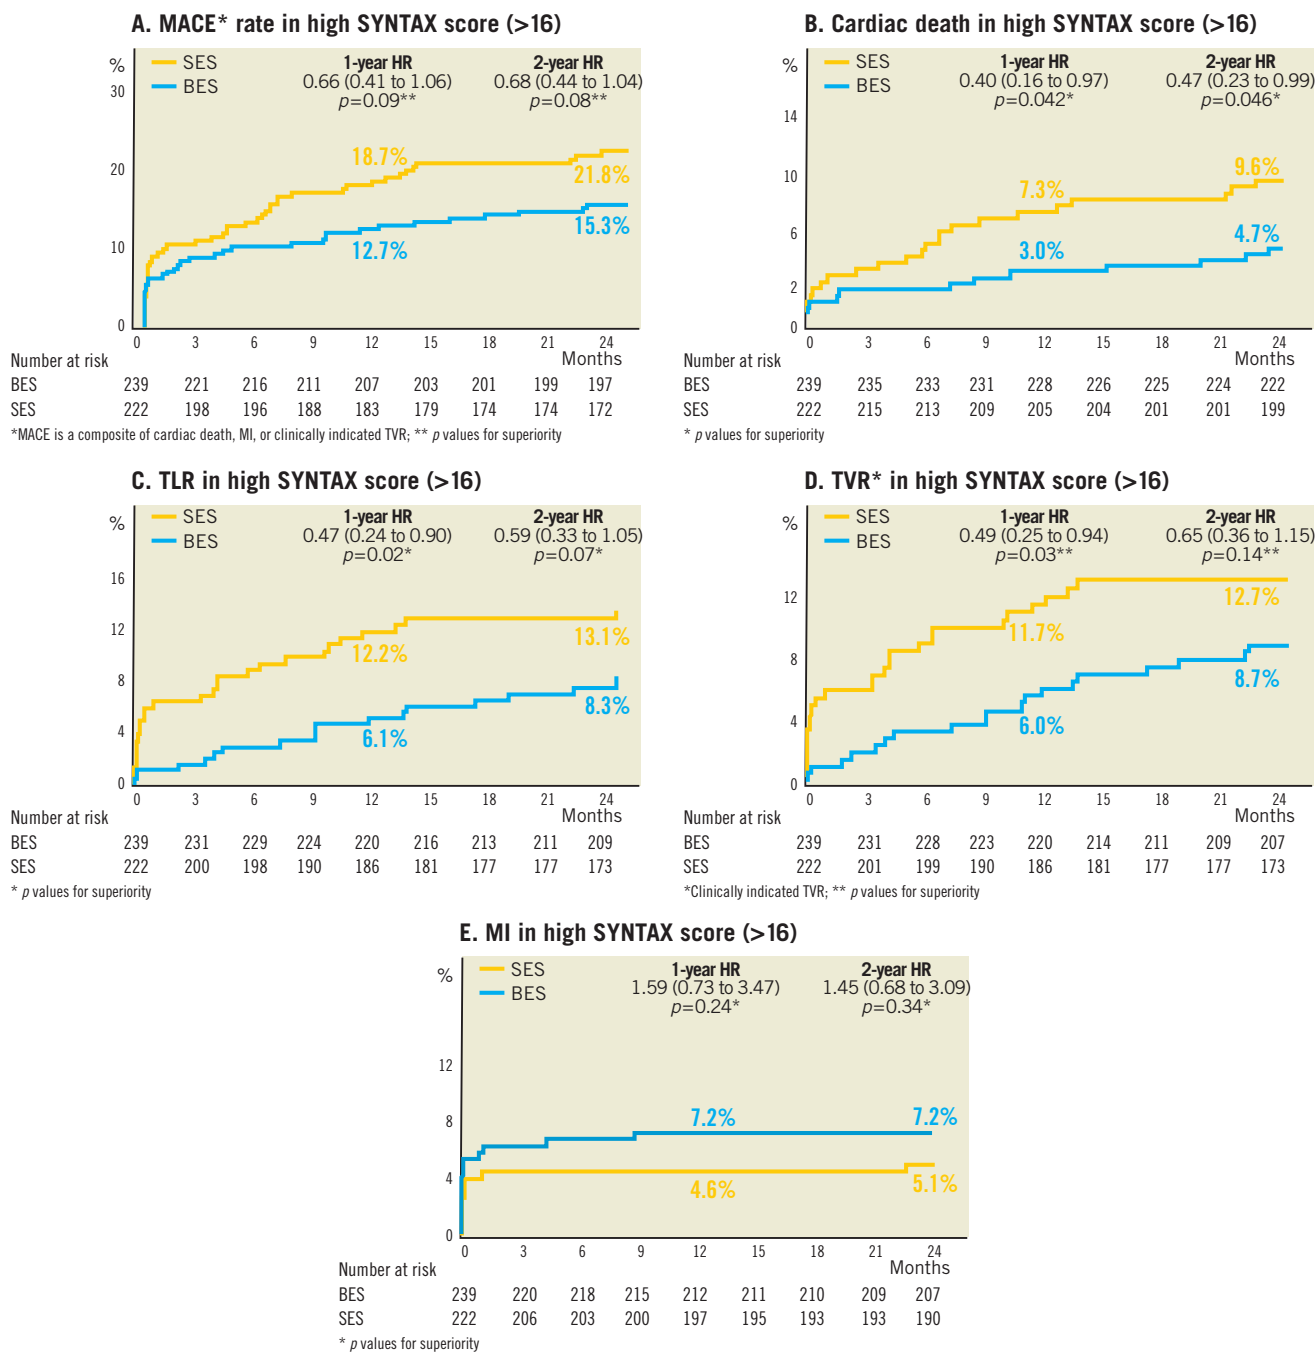 A. MACE* rate in high SYNTAX score (>16)
%
SES
BES
1-year HR
0.66 (0.41 to 1.06)
p=0.09**
2-year HR
0.68 (0.44 to 1.04)
p=0.08**
30
20
10
0
18.7%
21.8%
12.7%
15.3%
0 3 6 9 12 15 18 21 24
Months
Number at risk
BES 239 221 216 211 207 203 201 199 197
SES 222 198 196 188 183 179 174 174 172
*MACE is a composite of cardiac death, MI, or clinically indicated TVR; ** p values for superiority
B. Cardiac death in high SYNTAX score (>16)
%
SES
BES
1-year HR
0.40 (0.16 to 0.97)
p=0.042*
2-year HR
0.47 (0.23 to 0.99)
p=0.046*
14
10
6
2
0
7.3%
9.6%
3.0%
4.7%
0 3 6 9 12 15 18 21 24
Months
Number at risk
BES 239 235 233 231 228 226 225 224 222
SES 222 215 213 209 205 204 201 201 199
* p values for superiority
C. TLR in high SYNTAX score (>16)
%
SES
BES
1-year HR
0.47 (0.24 to 0.90)
p=0.02*
2-year HR
0.59 (0.33 to 1.05)
p=0.07*
16
12
8
4
0
12.2%
13.1%
6.1%
8.3%
0 3 6 9 12 15 18 21 24
Months
Number at risk
BES 239 231 229 224 220 216 213 211 209
SES 222 200 198 190 186 181 177 177 173
* p values for superiority
D. TVR* in high SYNTAX score (>16)
%
SES
BES
1-year HR
0.49 (0.25 to 0.94)
p=0.03**
2-year HR
0.65 (0.36 to 1.15)
p=0.14**
12
8
4
0
11.7%
12.7%
6.0%
8.7%
0 3 6 9 12 15 18 21 24
Months
Number at risk
BES 239 231 228 223 220 214 211 209 207
SES 222 201 199 190 186 181 177 177 173
*Clinically indicated TVR; ** p values for superiority
E. MI in high SYNTAX score (>16)
%
SES
BES
1-year HR
1.59 (0.73 to 3.47)
p=0.24*
2-year HR
1.45 (0.68 to 3.09)
p=0.34*
12
8
4
0
7.2%
7.2%
4.6%
5.1%
0 3 6 9 12 15 18 21 24
Months
Number at risk
BES 239 220 218 215 212 211 210 209 207
SES 222 206 203 200 197 195 193 193 190
* p values for superiority